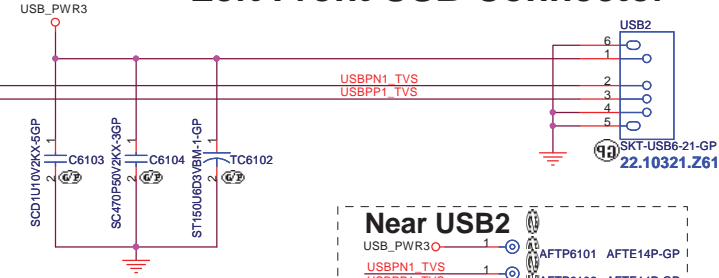 USB_PWR3
USB2
6
1
USBPN1_TVS
2
USBPP1_TVS
3
4
5
SKT-USB6-21-GP
22.10321.Z61
SCD1U10V2KX-5GP
1
2
C6103
SC470P50V2KX-3GP
1
2
C6104
ST150U6D3VBM-1-GP
1
2
TC6102
Near USB2
USB_PWR3
1
AFTP6101 AFTE14P-GP
USBPN1_TVS
1